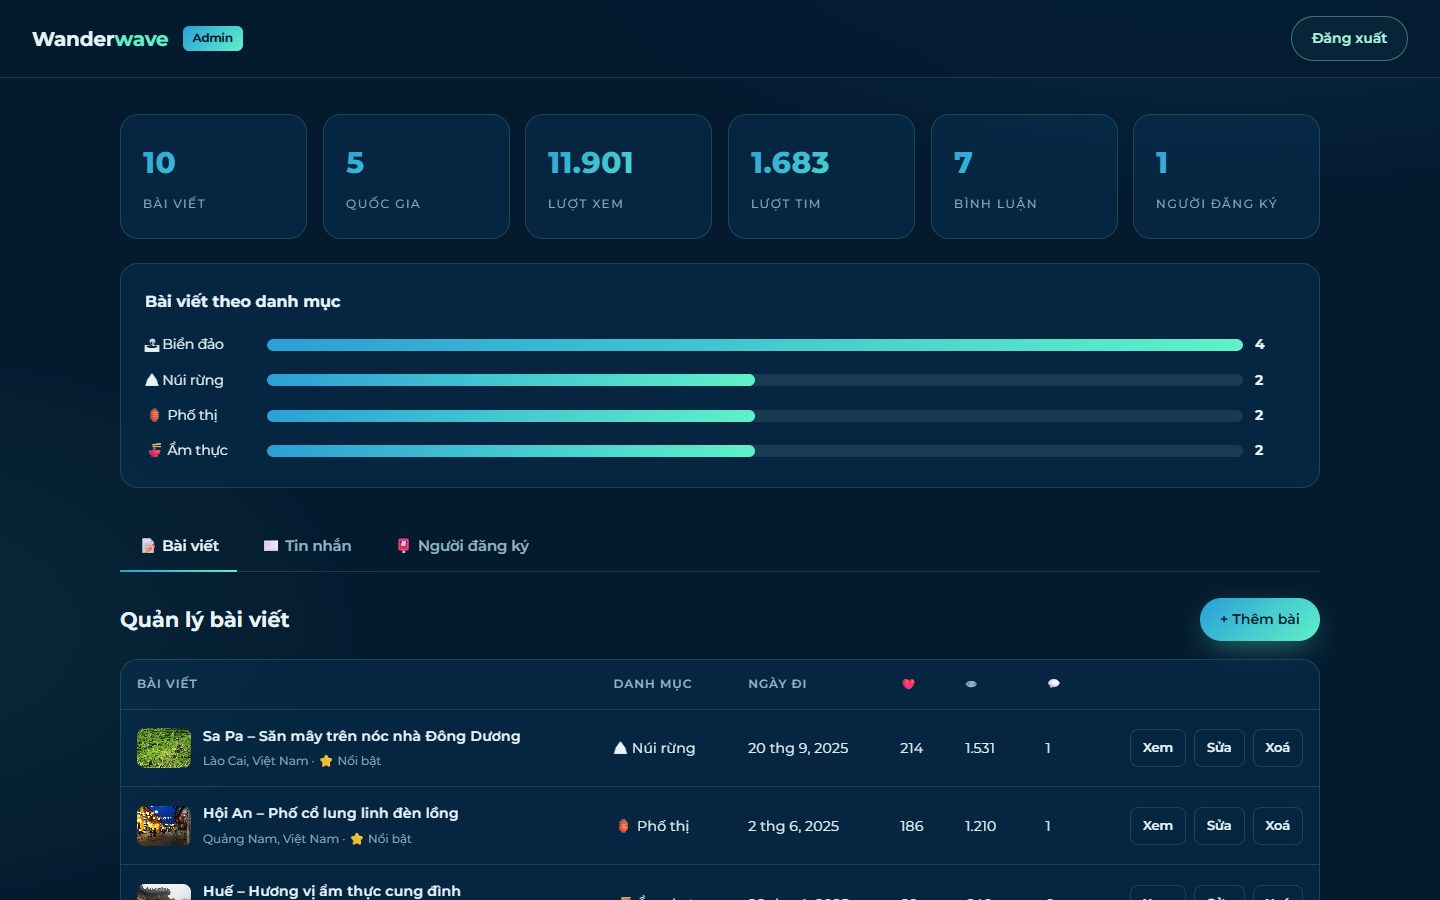 Wanderwave Admin Đăng xuất
10 5 11.901 1.683 7 1
BÀI VIẾT QUỐC GIA LƯỢT XEM LƯỢT TIM BÌNH LUẬN NGƯỜI ĐĂNG KÝ
Bài viết theo danh mục
Biển đảo 4
Núi rừng 2
Phố thị 2
Ẩm thực 2
Bài viết Tin nhắn Người đăng ký
Quản lý bài viết + Thêm bài
BÀI VIẾT DANH MỤC NGÀY ĐI
Sa Pa – Săn mây trên nóc nhà Đông Dương
Lào Cai, Việt Nam · Nổi bật
Núi rừng 20 thg 9, 2025 214 1.531 1 Xem Sửa Xoá
Hội An – Phố cổ lung linh đèn lồng
Quảng Nam, Việt Nam · Nổi bật
Phố thị 2 thg 6, 2025 186 1.210 1 Xem Sửa Xoá
Huế – Hương vị ẩm thực cung đình